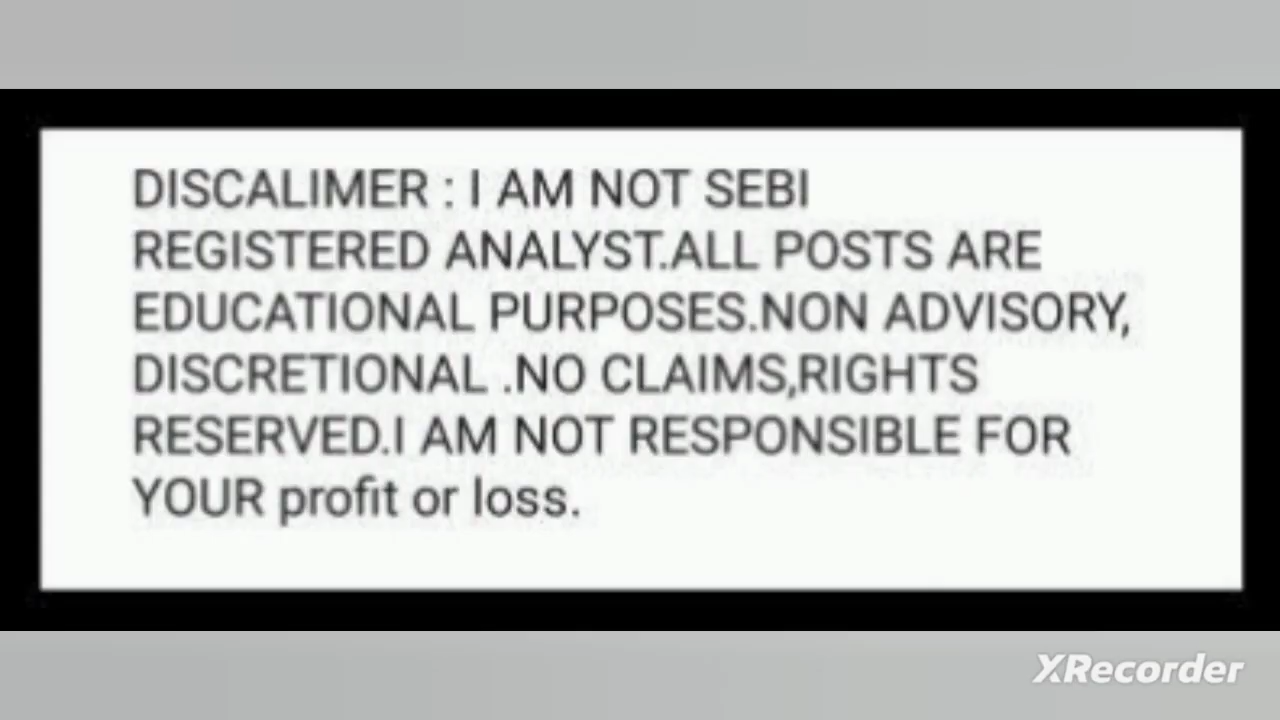 DISCALIMER : I AM NOT SEBI
REGISTERED ANALYST.ALL POSTS ARE
EDUCATIONAL PURPOSES.NON ADVISORY,
DISCRETIONAL .NO CLAIMS,RIGHTS
RESERVED.I AM NOT RESPONSIBLE FOR
YOUR profit or loss.
XRecorder